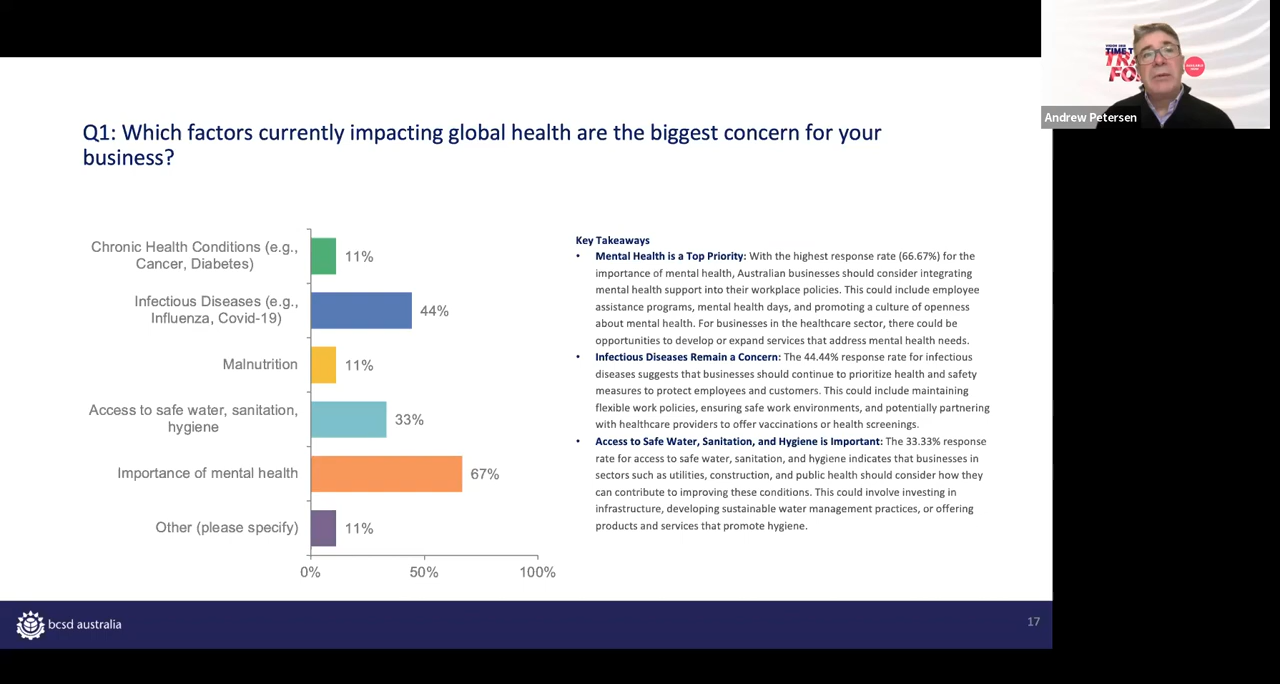 Q1: Which factors currently impacting global health are the biggest concern for your
business?
Chronic Health Conditions (e.g.,
Cancer, Diabetes)
11%
Infectious Diseases (e.g.,
Influenza, Covid-19)
44%
Malnutrition
11%
Access to safe water, sanitation,
hygiene
33%
Importance of mental health
67%
Other (please specify)
11%
0%
50%
100%
Key Takeaways
• Mental Health is a Top Priority: With the highest response rate (66.67%) for the
importance of mental health, Australian businesses should consider integrating
mental health support into their workplace policies. This could include employee
assistance programs, mental health days, and promoting a culture of openness
about mental health. For businesses in the healthcare sector, there could be
opportunities to develop or expand services that address mental health needs.
• Infectious Diseases Remain a Concern: The 44.44% response rate for infectious
diseases suggests that businesses should continue to prioritize health and safety
measures to protect employees and customers. This could include maintaining
flexible work policies, ensuring safe work environments, and potentially partnering
with healthcare providers to offer vaccinations or health screenings.
• Access to Safe Water, Sanitation, and Hygiene is Important: The 33.33% response
rate for access to safe water, sanitation, and hygiene indicates that businesses in
sectors such as utilities, construction, and public health should consider how they
can contribute to improving these conditions. This could involve investing in
infrastructure, developing sustainable water management practices, or offering
products and services that promote hygiene.
bcsd australia
17
TIME T
TRA
FO
Andrew Petersen